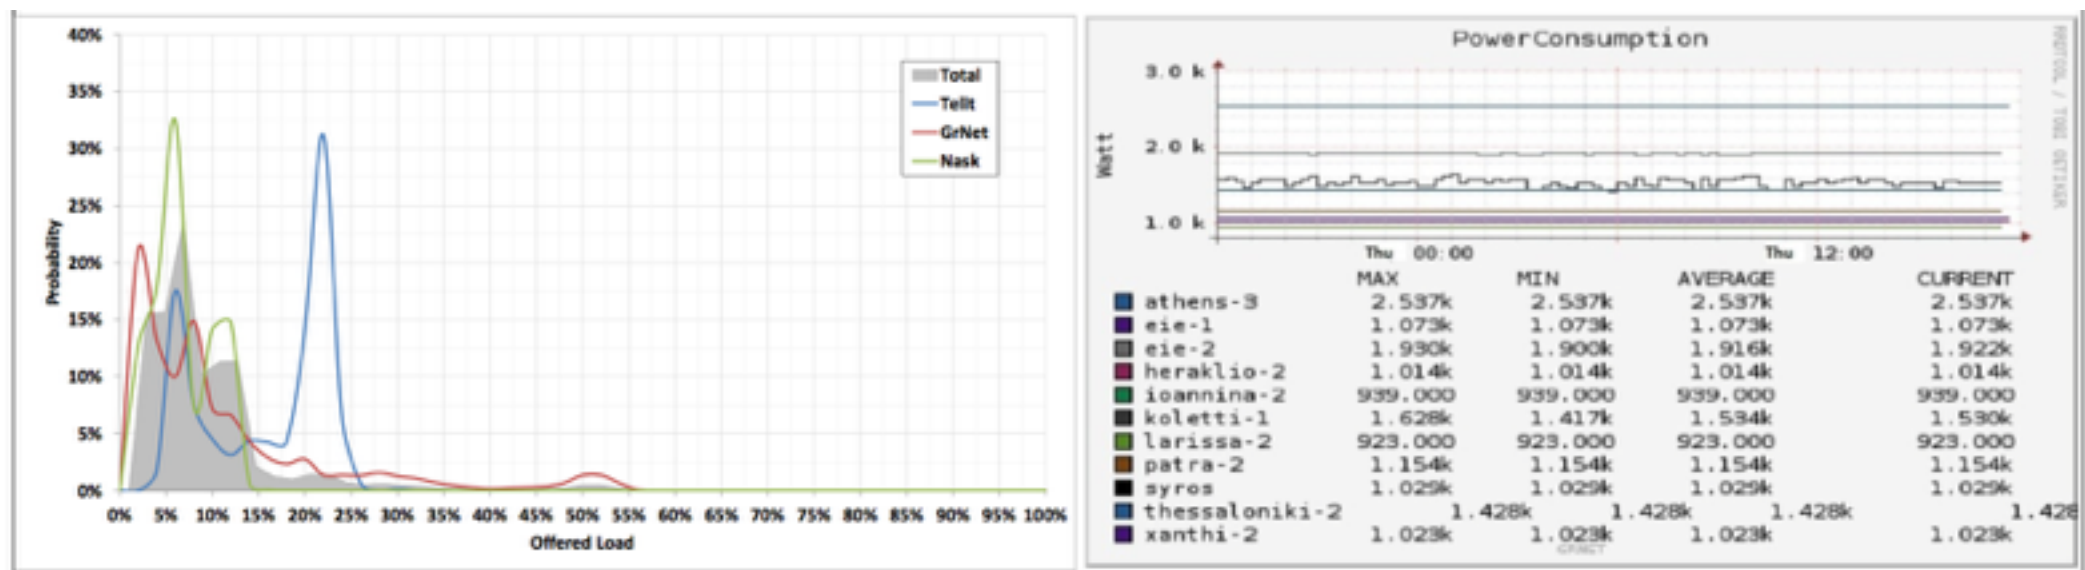 40%
35%
30%
25%
20%
15%
10%
5%
0%
Probability
Total
Tellt
GrNet
Nask
0% 5% 10% 15% 20% 25% 30% 35% 40% 45% 50% 55% 60% 65% 70% 75% 80% 85% 90% 95% 100%
Offered Load
PowerConsumption
RRDTOOL / TOBI OETIKER
Watt
3.0 k
2.0 k
1.0 k
Thu 00:00 Thu 12:00
MAX MIN AVERAGE CURRENT
athens-3 2.537k 2.537k 2.537k 2.537k
eie-1 1.073k 1.073k 1.073k 1.073k
eie-2 1.930k 1.900k 1.916k 1.922k
heraklio-2 1.014k 1.014k 1.014k 1.014k
ioannina-2 939.000 939.000 939.000 939.000
koletti-1 1.628k 1.417k 1.534k 1.530k
larissa-2 923.000 923.000 923.000 923.000
patra-2 1.154k 1.154k 1.154k 1.154k
syros 1.029k 1.029k 1.029k 1.029k
thessaloniki-2 1.428k 1.428k 1.428k 1.428
xanthi-2 1.023k 1.023k 1.023k 1.023k
GRNET